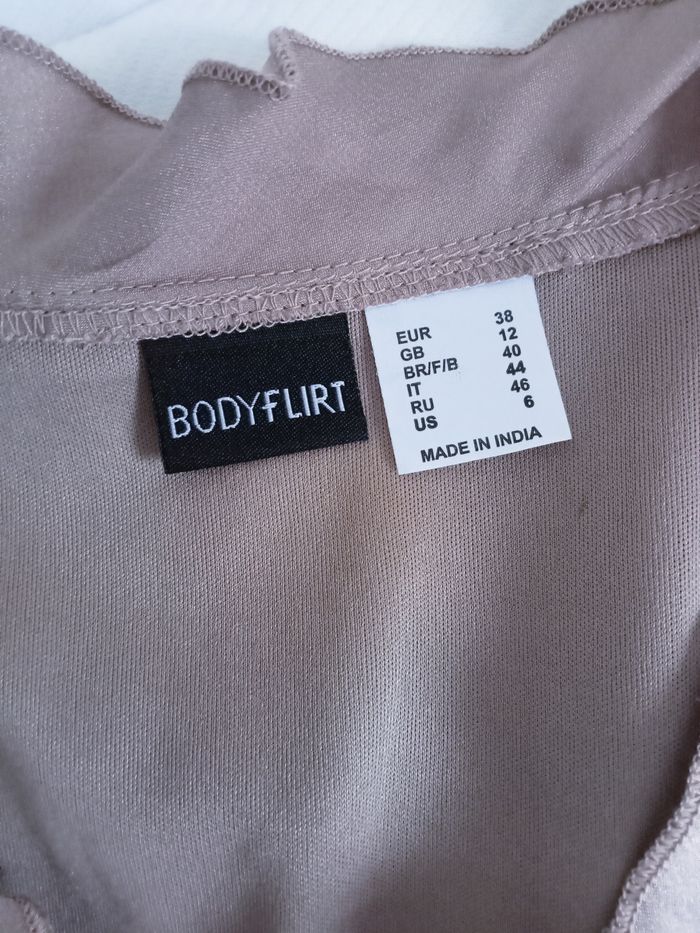 BODYFLIRT
EUR 38
GB 12
BR/F/B 40
IT 44
RU 46
US 6
MADE IN INDIA